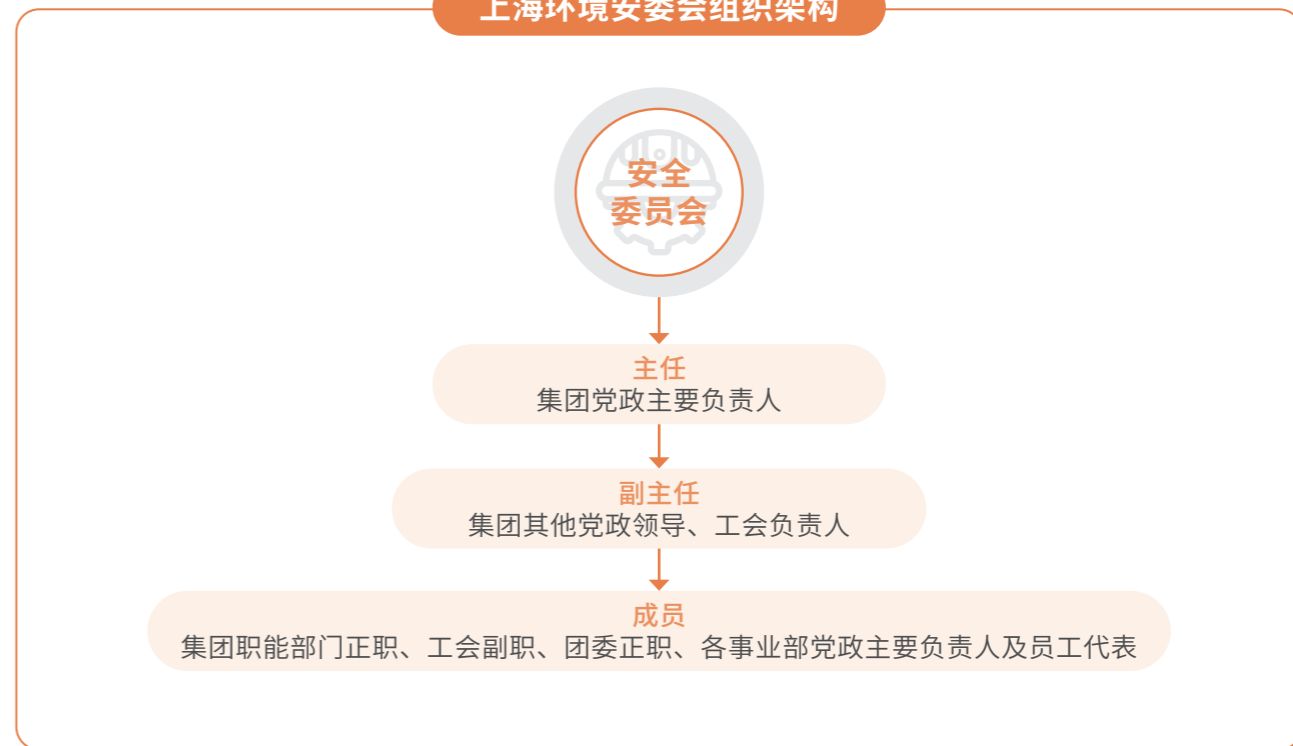 上海环境安委会组织架构
安全
委员会
主任
集团党政主要负责人
副主任
集团其他党政领导、工会负责人
成员
集团职能部门正职、工会副职、团委正职、各事业部党政主要负责人及员工代表